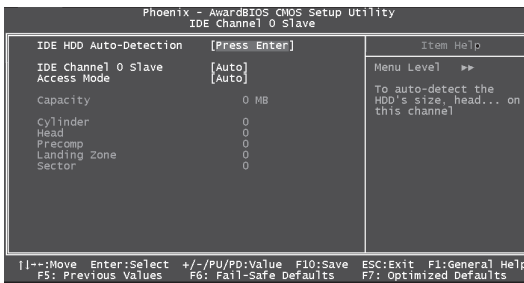 Phoenix - AwardBIOS CMOS Setup Utility
IDE Channel 0 Slave
IDE HDD Auto-Detection [Press Enter]
Item Help
IDE Channel 0 Slave [Auto]
Access Mode [Auto]
Menu Level ▸▸
To auto-detect the
HDD's size, head... on
this channel
Capacity 0 MB
Cylinder 0
Head 0
Precomp 0
Landing Zone 0
Sector 0
↑↓→←:Move Enter:Select +/-/PU/PD:Value F10:Save ESC:Exit F1:General Help
F5: Previous Values F6: Fail-Safe Defaults F7: Optimized Defaults